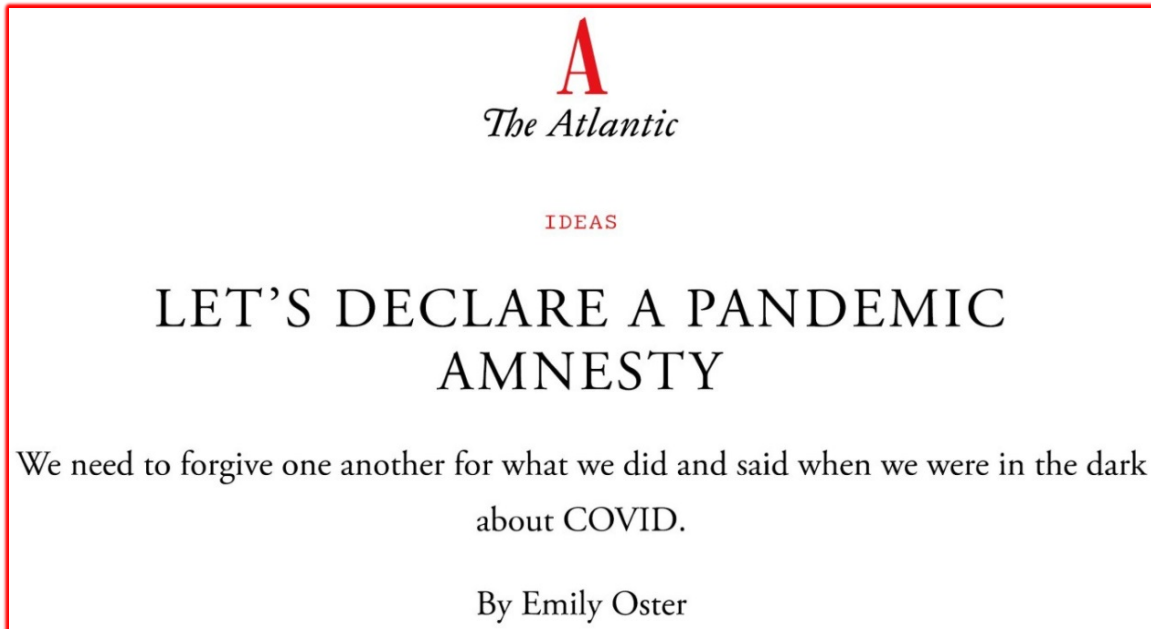 A
The Atlantic
IDEAS
LET’S DECLARE A PANDEMIC
AMNESTY
We need to forgive one another for what we did and said when we were in the dark
about COVID.
By Emily Oster